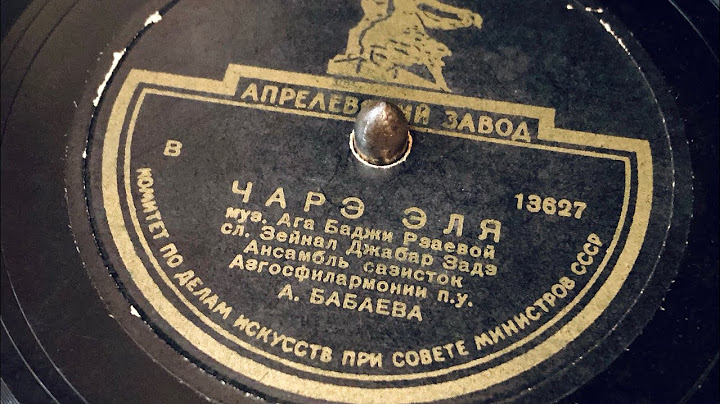 АПРЕЛЕВСКИЙ ЗАВОД
В
13627
ЧАРЭ ЭЛЯ
муз. Ага Баджи Рзаевой
сл. Зейнал Джабар Задэ
Ансамбль сазисток
Азгосфилармонии п.у.
А. БАБАЕВА
КОМИТЕТ ПО ДЕЛАМ ИСКУССТВ ПРИ СОВЕТЕ МИНИСТРОВ СССР